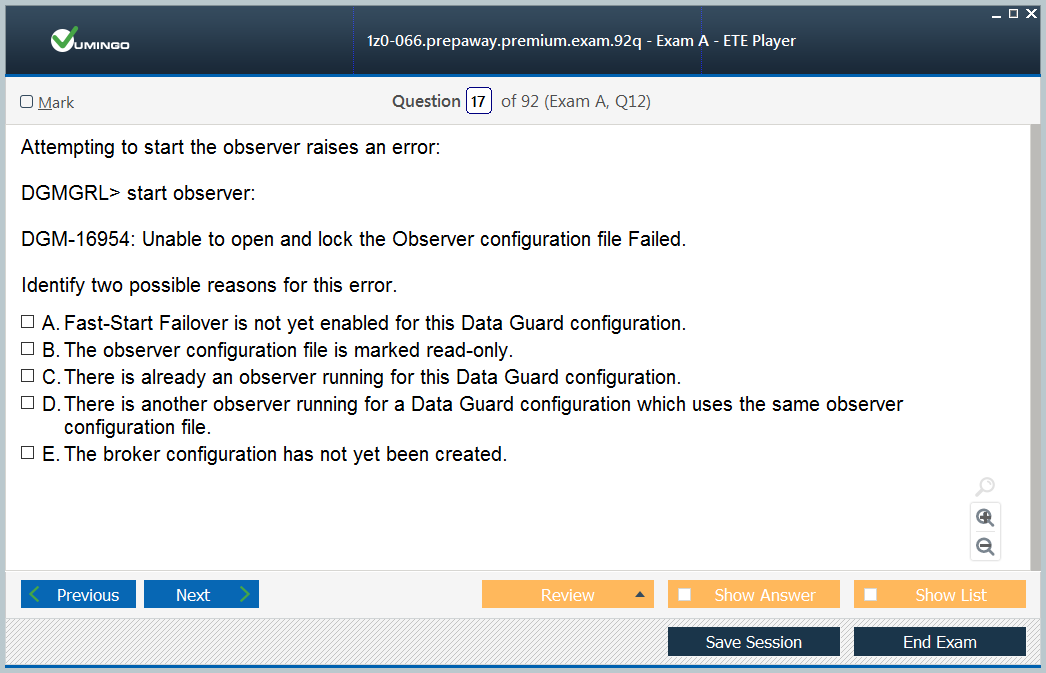 VUMINGO
1z0-066.prepaway.premium.exam.92q - Exam A - ETE Player
Mark
Question 17 of 92 (Exam A, Q12)
Attempting to start the observer raises an error:
DGMGRL> start observer:
DGM-16954: Unable to open and lock the Observer configuration file Failed.
Identify two possible reasons for this error.
A. Fast-Start Failover is not yet enabled for this Data Guard configuration.
B. The observer configuration file is marked read-only.
C. There is already an observer running for this Data Guard configuration.
D. There is another observer running for a Data Guard configuration which uses the same observer
configuration file.
E. The broker configuration has not yet been created.
Previous
Next
Review
Show Answer
Show List
Save Session
End Exam